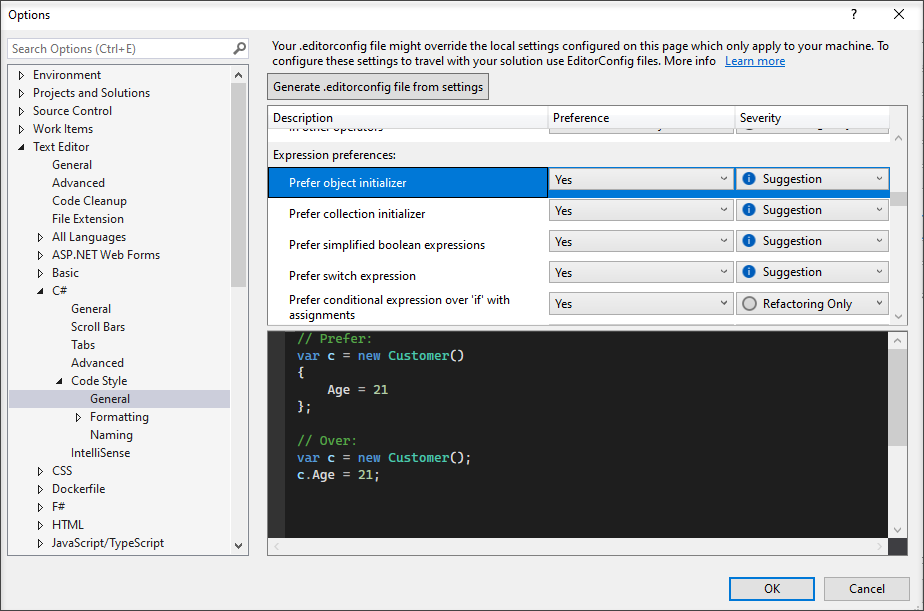 Options
?
Search Options (Ctrl+E)
Environment
Projects and Solutions
Source Control
Work Items
Text Editor
General
Advanced
Code Cleanup
File Extension
All Languages
ASP.NET Web Forms
Basic
C#
General
Scroll Bars
Tabs
Advanced
Code Style
General
Formatting
Naming
IntelliSense
CSS
Dockerfile
F#
HTML
JavaScript/TypeScript
Your .editorconfig file might override the local settings configured on this page which only apply to your machine. To
configure these settings to travel with your solution use EditorConfig files. More info Learn more
Generate .editorconfig file from settings
Description Preference Severity
In other operators
Expression preferences:
Prefer object initializer Yes Suggestion
Prefer collection initializer Yes Suggestion
Prefer simplified boolean expressions Yes Suggestion
Prefer switch expression Yes Suggestion
Prefer conditional expression over 'if' with
assignments Yes Refactoring Only
// Prefer:
var c = new Customer()
{
Age = 21
};
// Over:
var c = new Customer();
c.Age = 21;
OK Cancel